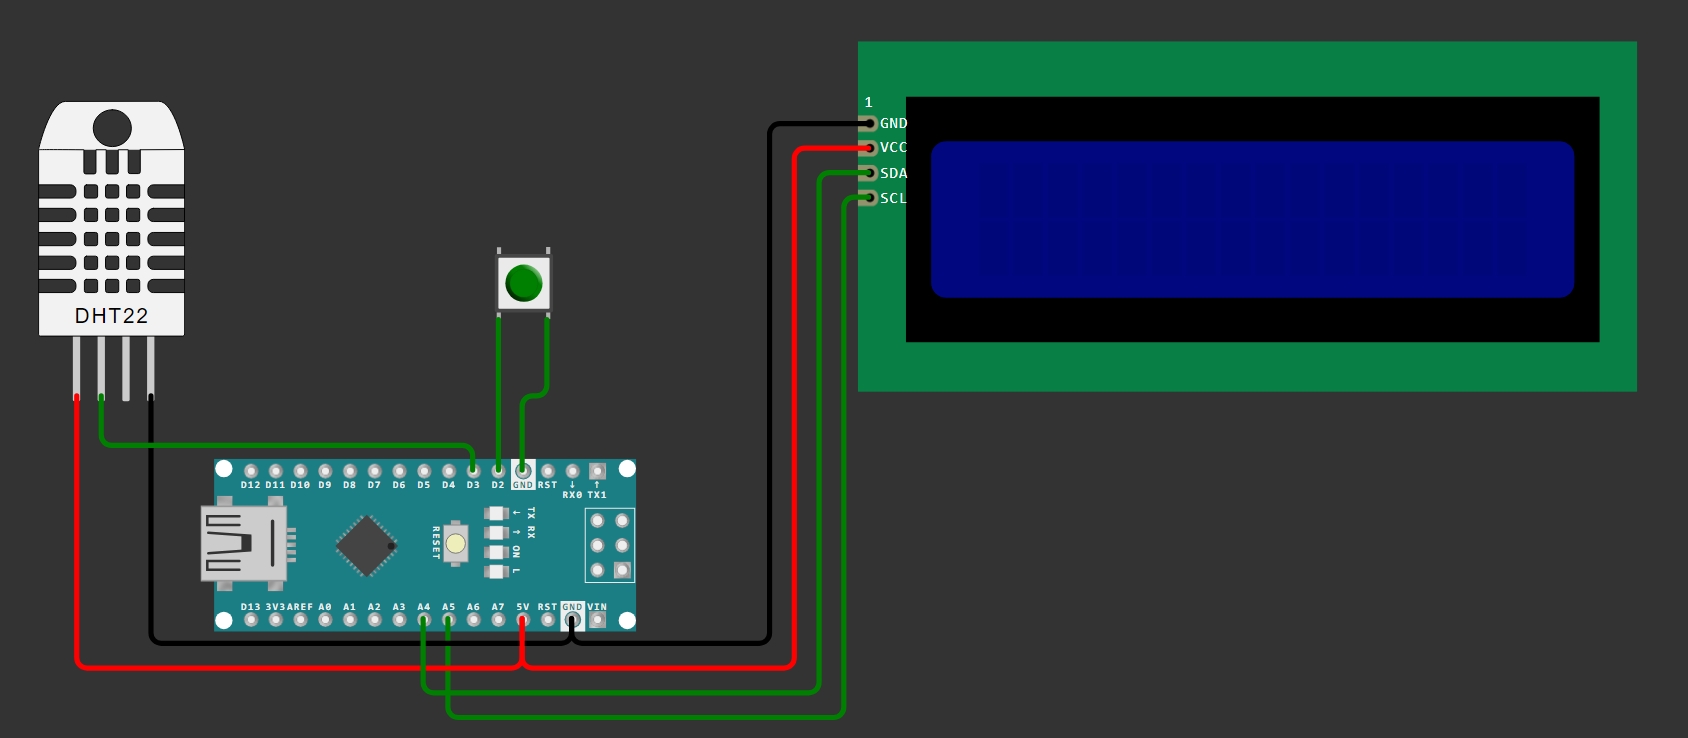 1
GND
VCC
SDA
SCL
DHT22
D12 D11 D10 D9 D8 D7 D6 D5 D4 D3 D2 GND RST ↓ ↑
RX0 TX1
← TX
→ RX
ON
L
RESET
D13 3V3 AREF A0 A1 A2 A3 A4 A5 A6 A7 5V RST GND VIN